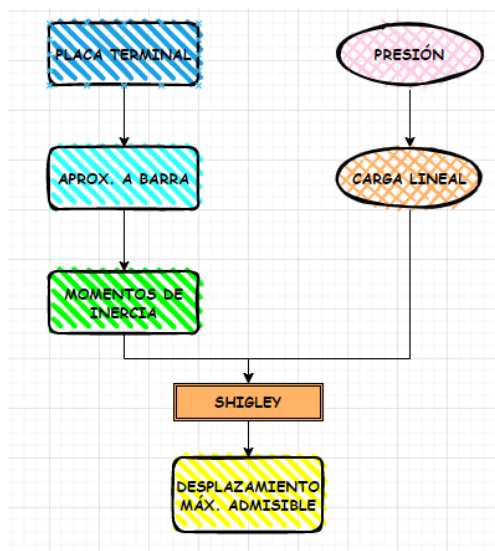 PLACA TERMINAL
PRESIÓN
APROX. A BARRA
CARGA LINEAL
MOMENTOS DE
INERCIA
SHIGLEY
DESPLAZAMIENTO
MÁX. ADMISIBLE